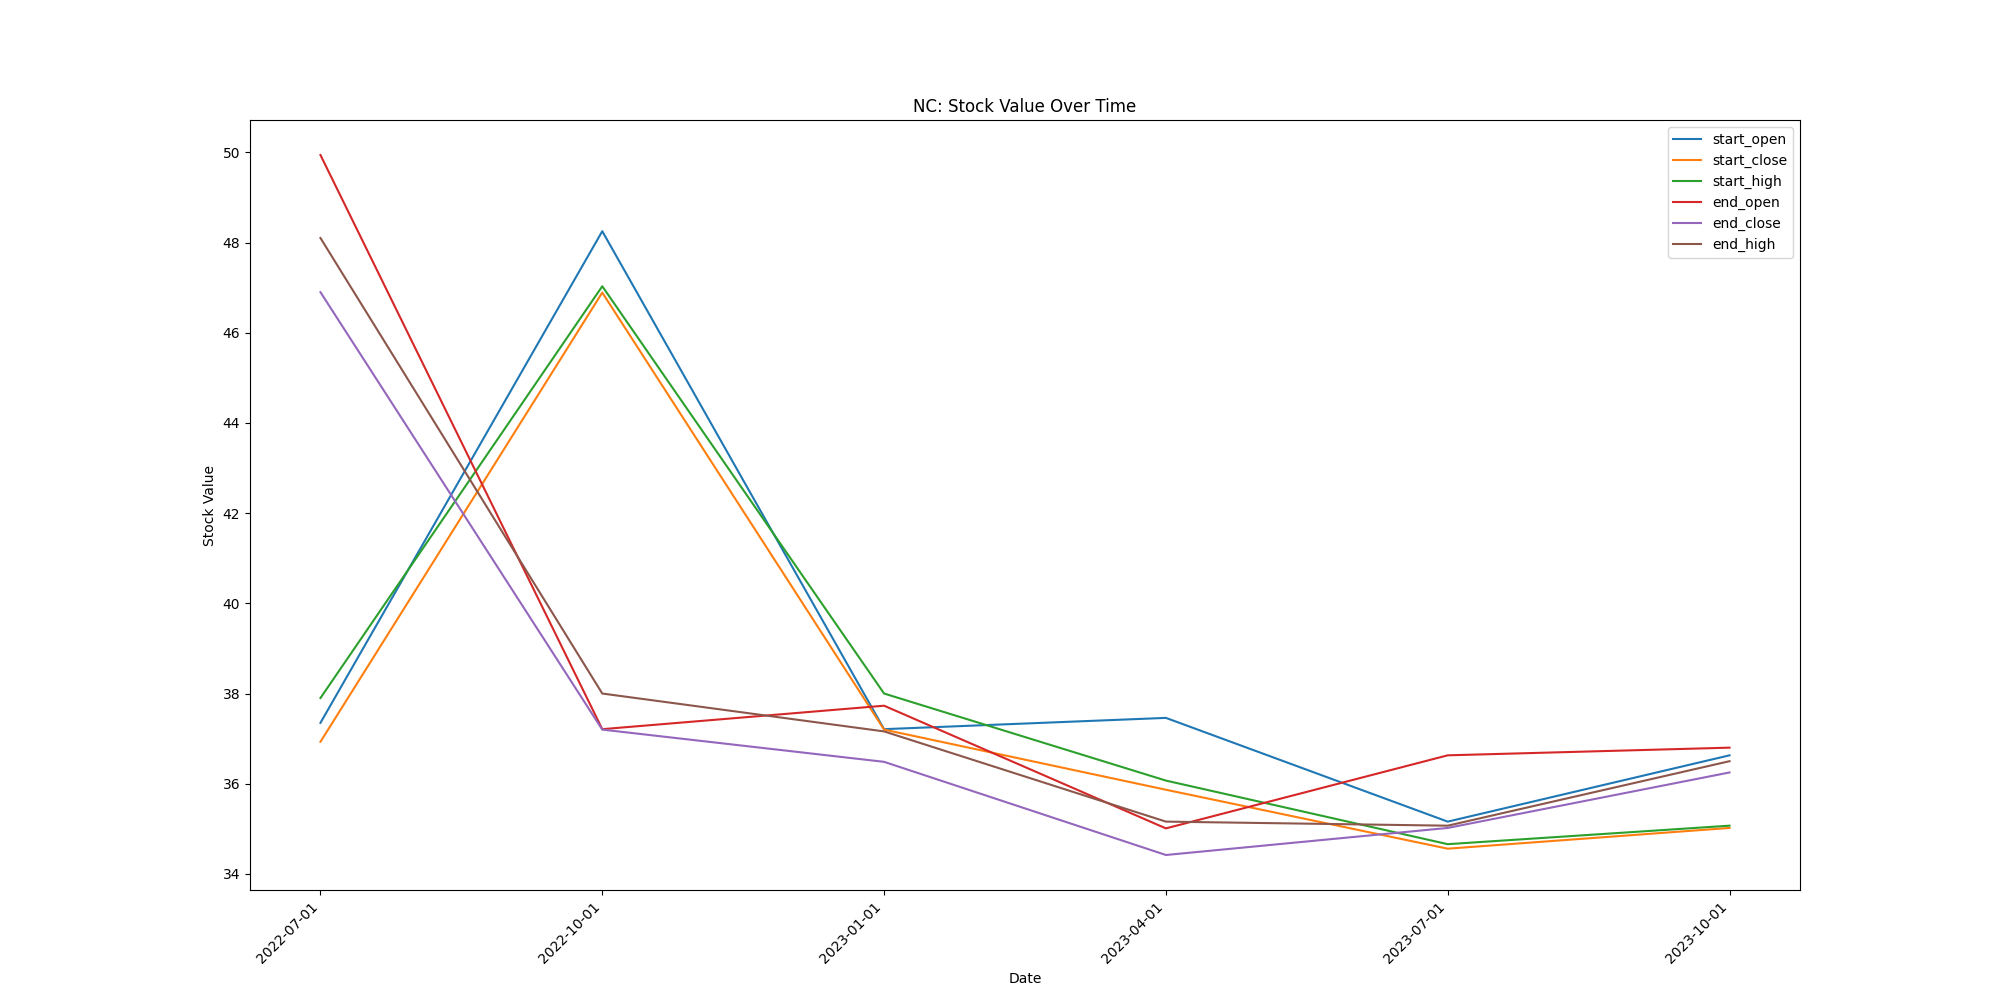 NC: Stock Value Over Time
start_open
start_close
start_high
end_open
end_close
end_high
50
48
46
44
42
40
38
36
34
Stock Value
2022-07-01
2022-10-01
2023-01-01
2023-04-01
2023-07-01
2023-10-01
Date